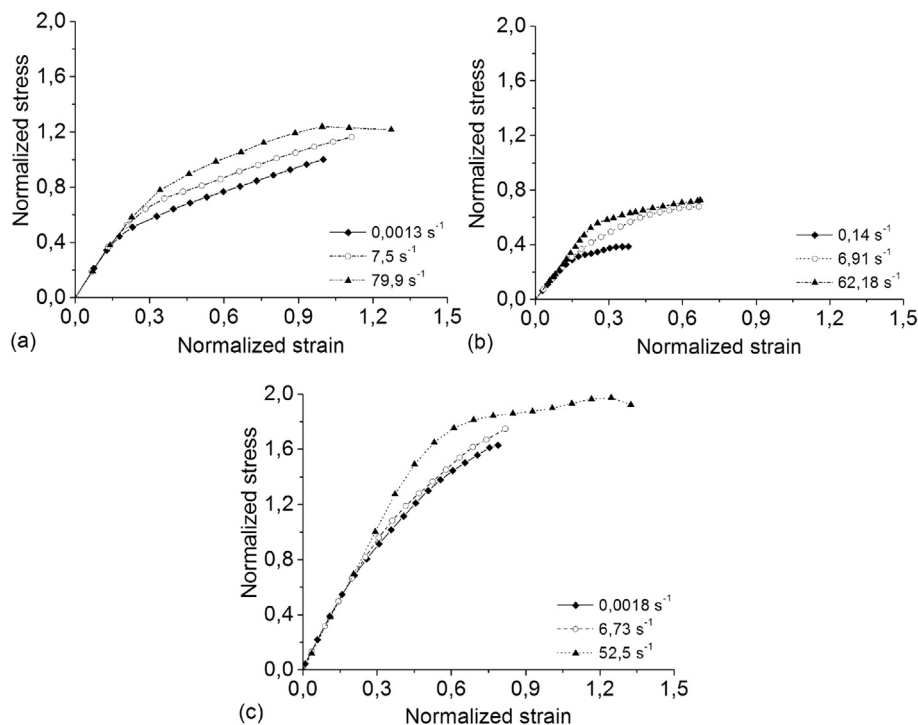 2,0
1,6
1,2
0,8
0,4
0,0
Normalized stress
0,0 0,3 0,6 0,9 1,2 1,5
Normalized strain
0,0013 s⁻¹
7,5 s⁻¹
79,9 s⁻¹
(a)
2,0
1,6
1,2
0,8
0,4
0,0
Normalized stress
0,0 0,3 0,6 0,9 1,2 1,5
Normalized strain
0,14 s⁻¹
6,91 s⁻¹
62,18 s⁻¹
(b)
2,0
1,6
1,2
0,8
0,4
0,0
Normalized stress
0,0 0,3 0,6 0,9 1,2 1,5
Normalized strain
0,0018 s⁻¹
6,73 s⁻¹
52,5 s⁻¹
(c)